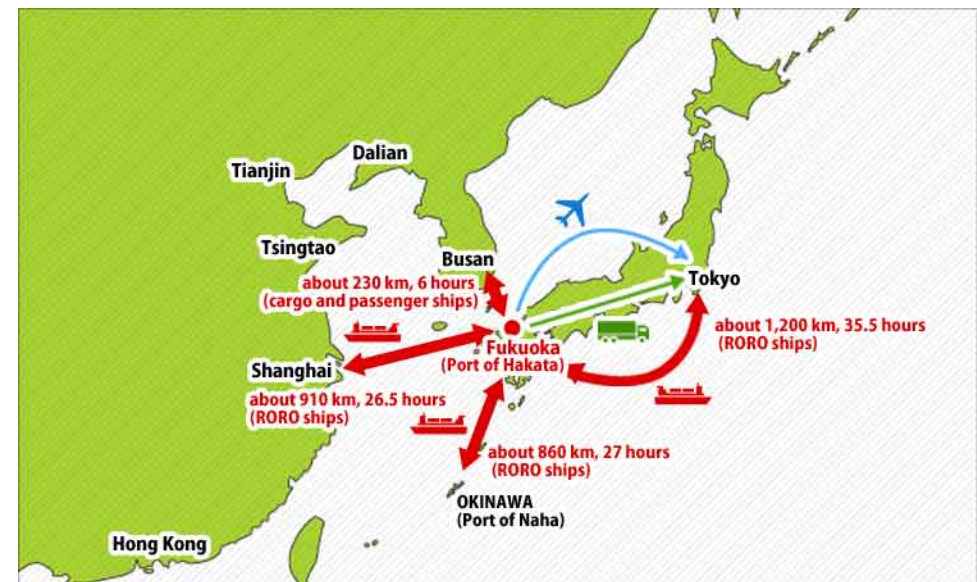 Dalian
Tianjin
Tsingtao
Busan
about 230 km, 6 hours
(cargo and passenger ships)
Tokyo
about 1,200 km, 35.5 hours
(RORO ships)
Fukuoka
(Port of Hakata)
Shanghai
about 910 km, 26.5 hours
(RORO ships)
about 860 km, 27 hours
(RORO ships)
OKINAWA
(Port of Naha)
Hong Kong